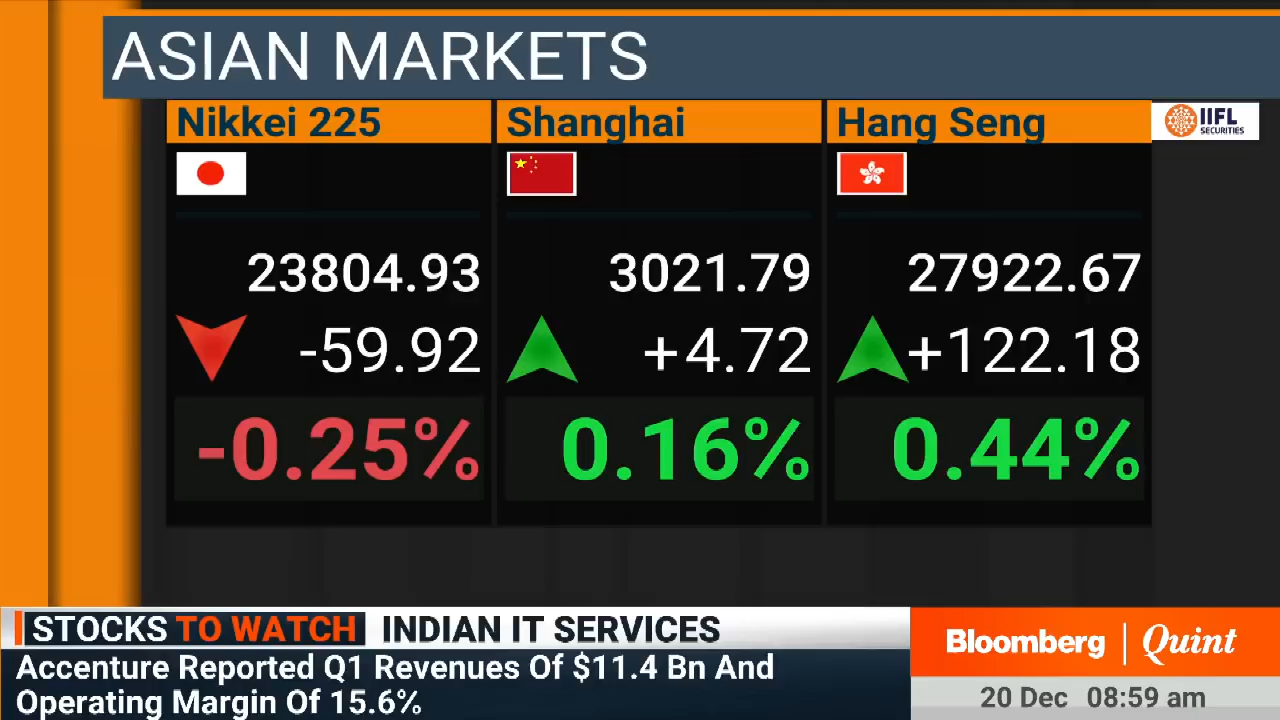 ASIAN MARKETS
Nikkei 225
Shanghai
Hang Seng
IIFL
SECURITIES
23804.93
3021.79
27922.67
-59.92
+4.72
+122.18
-0.25%
0.16%
0.44%
STOCKS TO WATCH INDIAN IT SERVICES
Accenture Reported Q1 Revenues Of $11.4 Bn And
Operating Margin Of 15.6%
Bloomberg | Quint
20 Dec 08:59 am